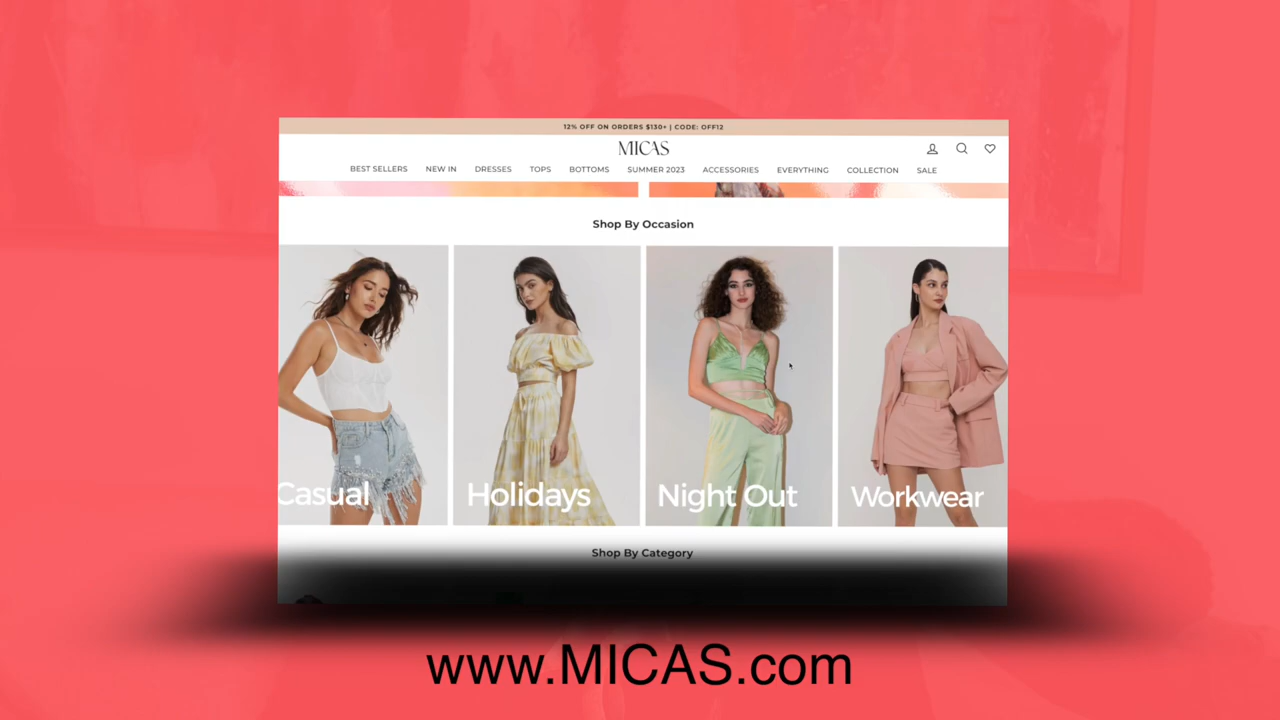 12% OFF ON ORDERS $130+ | CODE: OFF12
MICAS
BEST SELLERS NEW IN DRESSES TOPS BOTTOMS SUMMER 2023 ACCESSORIES EVERYTHING COLLECTION SALE
Shop By Occasion
Casual Holidays Night Out Workwear
Shop By Category
www.MICAS.com